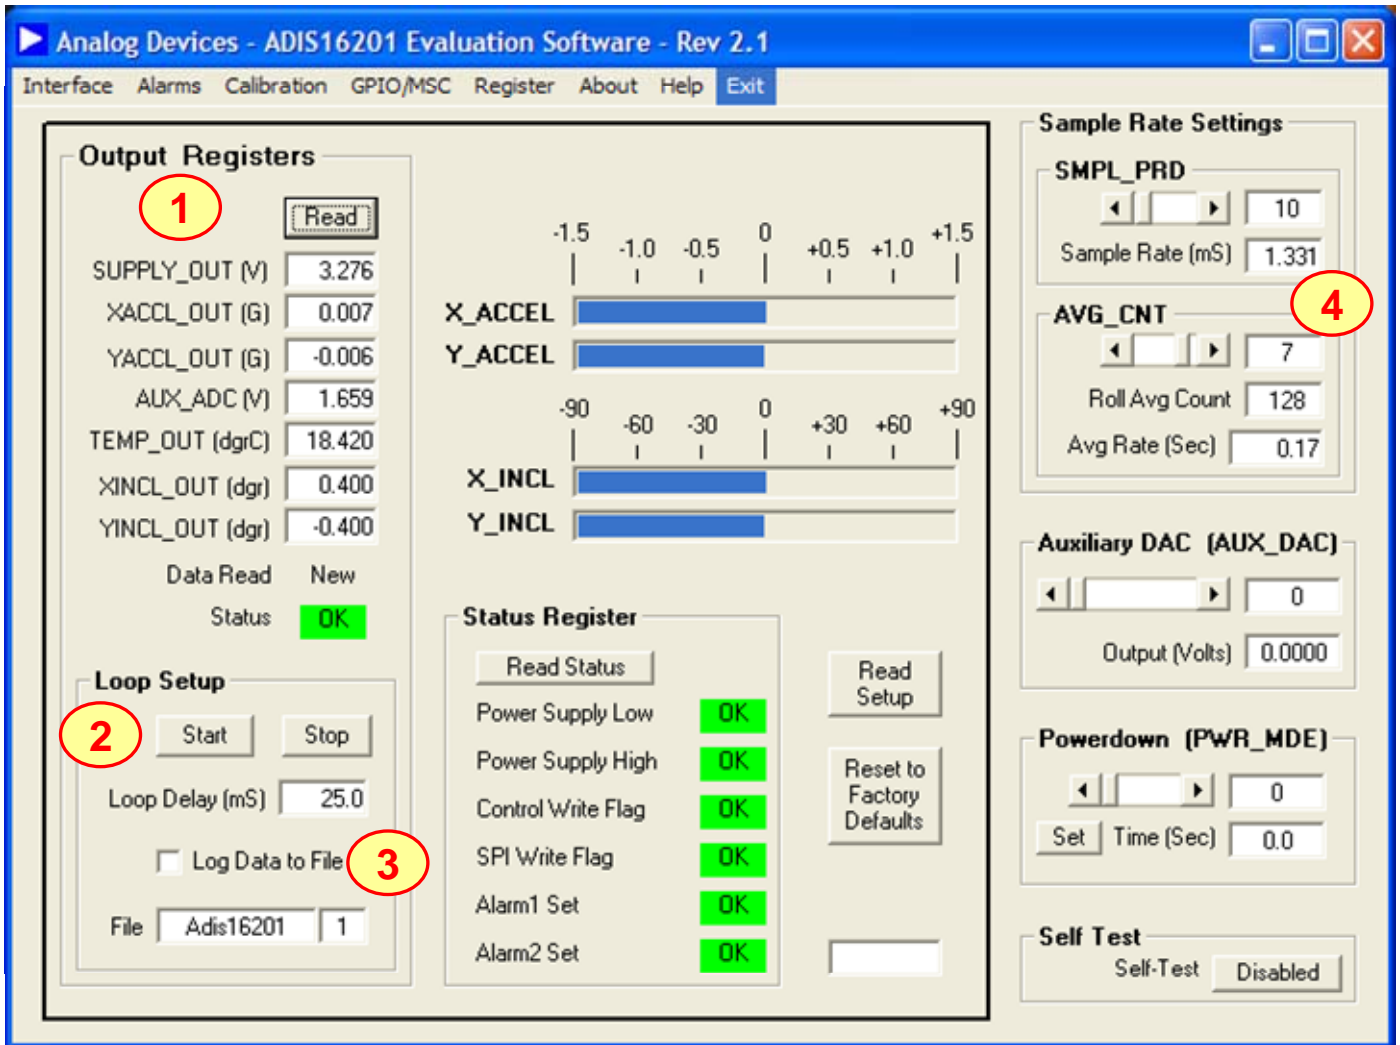 Analog Devices - ADIS16201 Evaluation Software - Rev 2.1
Interface Alarms Calibration GPIO/MSC Register About Help Exit
Output Registers
1
Read
SUPPLY_OUT (V) 3.276
XACCL_OUT (G) 0.007
YACCL_OUT (G) -0.006
AUX_ADC (V) 1.659
TEMP_OUT (dgrC) 18.420
XINCL_OUT (dgr) 0.400
YINCL_OUT (dgr) -0.400
Data Read New
Status OK
Loop Setup
2
Start Stop
Loop Delay (mS) 25.0
Log Data to File
3
File Adis16201 1
-1.5 -1.0 -0.5 0 +0.5 +1.0 +1.5
X_ACCEL
Y_ACCEL
-90 -60 -30 0 +30 +60 +90
X_INCL
Y_INCL
Status Register
Read Status
Power Supply Low OK
Power Supply High OK
Control Write Flag OK
SPI Write Flag OK
Alarm1 Set OK
Alarm2 Set OK
Read
Setup
Reset to
Factory
Defaults
Sample Rate Settings
SMPL_PRD
10
Sample Rate (mS) 1.331
4
AVG_CNT
7
Roll Avg Count 128
Avg Rate (Sec) 0.17
Auxiliary DAC (AUX_DAC)
0
Output (Volts) 0.0000
Powerdown (PWR_MDE)
0
Set Time (Sec) 0.0
Self Test
Self-Test Disabled